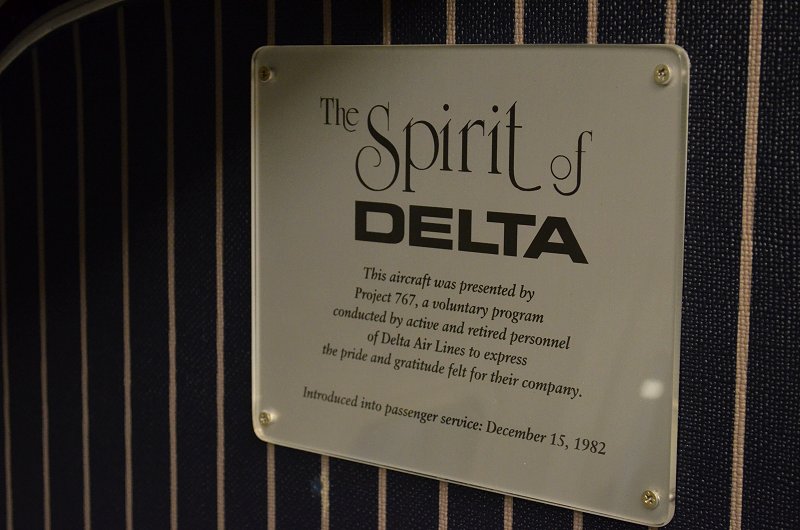 The Spirit of
DELTA
This aircraft was presented by
Project 767, a voluntary program
conducted by active and retired personnel
of Delta Air Lines to express
the pride and gratitude felt for their company.
Introduced into passenger service: December 15, 1982